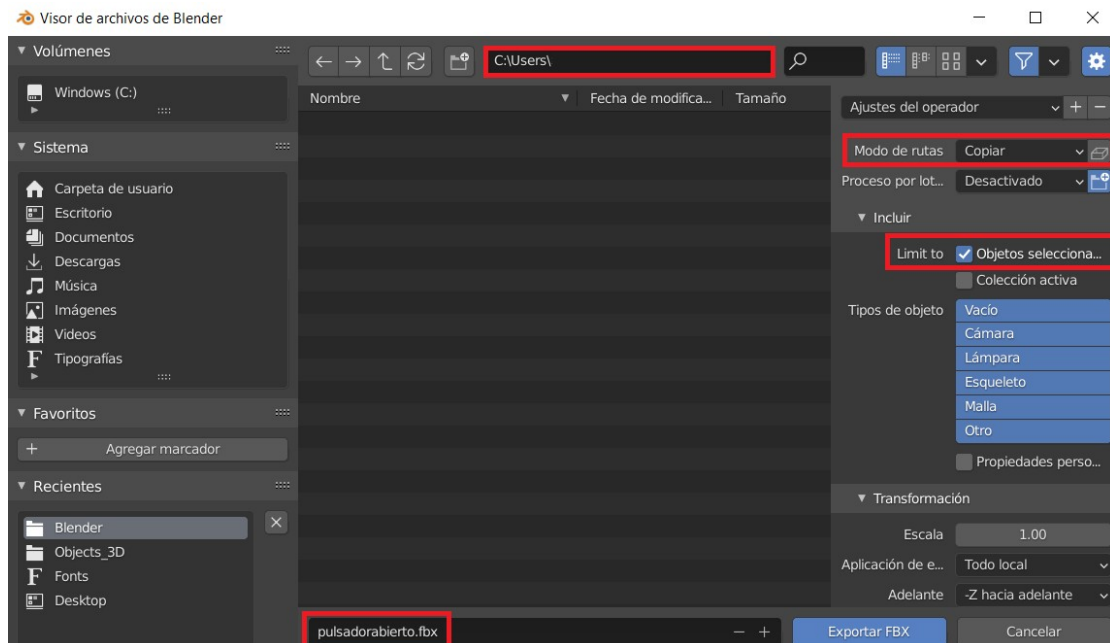 Visor de archivos de Blender
Volúmenes
C:\Users\
Windows (C:)
Nombre Fecha de modifica... Tamaño
Ajustes del operador
Sistema
Modo de rutas Copiar
Carpeta de usuario
Proceso por lot... Desactivado
Escritorio
Incluir
Documentos
Limit to Objetos selecciona...
Descargas
Colección activa
Música
Tipos de objeto Vacío
Imágenes
Cámara
Videos
Lámpara
Tipografías
Esqueleto
Malla
Favoritos
Otro
Agregar marcador
Propiedades perso...
Recientes
Transformación
Blender
Escala 1.00
Objects_3D
Aplicación de e... Todo local
Fonts
Adelante -Z hacia adelante
Desktop
pulsadorabierto.fbx
Exportar FBX Cancelar